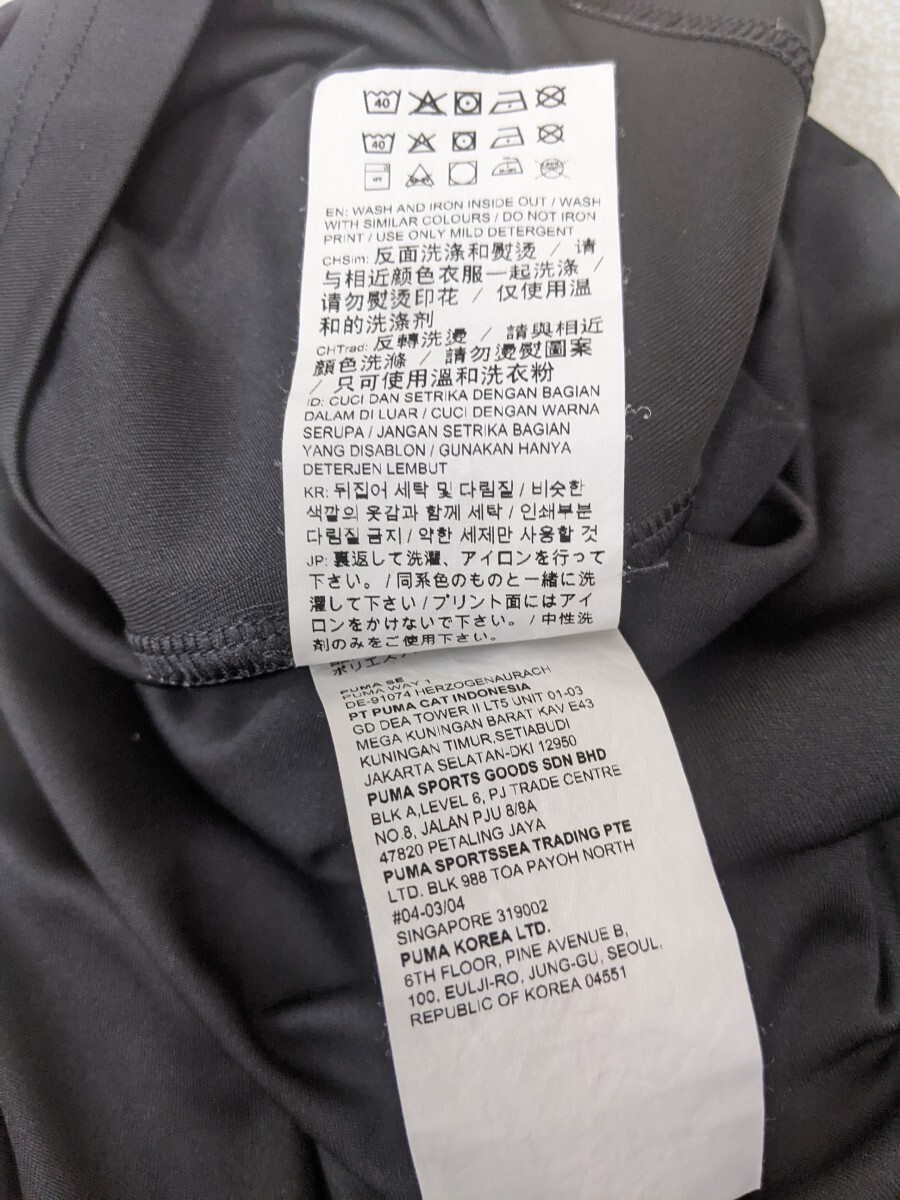 40
40
EN: WASH AND IRON INSIDE OUT / WASH
WITH SIMILAR COLOURS / DO NOT IRON
PRINT / USE ONLY MILD DETERGENT
CHSim: 反面洗涤和熨烫 / 请
与相近颜色衣服一起洗涤 /
请勿熨烫印花 / 仅使用温
和的洗涤剂
CHTrad: 反轉洗燙 / 請與相近
顏色洗滌 / 請勿燙熨圖案
/ 只可使用溫和洗衣粉
ID: CUCI DAN SETRIKA DENGAN BAGIAN
DALAM DI LUAR / CUCI DENGAN WARNA
SERUPA / JANGAN SETRIKA BAGIAN
YANG DISABLON / GUNAKAN HANYA
DETERJEN LEMBUT
KR: 뒤집어 세탁 및 다림질 / 비슷한
색깔의 옷감과 함께 세탁 / 인쇄부분
다림질 금지 / 약한 세제만 사용할 것
JP: 裏返して洗濯、アイロンを行って
下さい。 / 同系色のものと一緒に洗
濯して下さい / プリント面にはアイ
ロンをかけないで下さい。 / 中性洗
剤のみをご使用下さい。
ポリエス
PUMA SE
PUMA WAY 1
DE-91074 HERZOGENAURACH
PT PUMA CAT INDONESIA
GD DEA TOWER II LT5 UNIT 01-03
MEGA KUNINGAN BARAT KAV E43
KUNINGAN TIMUR,SETIABUDI
JAKARTA SELATAN-DKI 12950
PUMA SPORTS GOODS SDN BHD
BLK A,LEVEL 6, PJ TRADE CENTRE
NO.8, JALAN PJU 8/8A
47820 PETALING JAYA
PUMA SPORTSSEA TRADING PTE
LTD. BLK 988 TOA PAYOH NORTH
#04-03/04
SINGAPORE 319002
PUMA KOREA LTD.
6TH FLOOR, PINE AVENUE B,
100, EULJI-RO, JUNG-GU, SEOUL,
REPUBLIC OF KOREA 04551